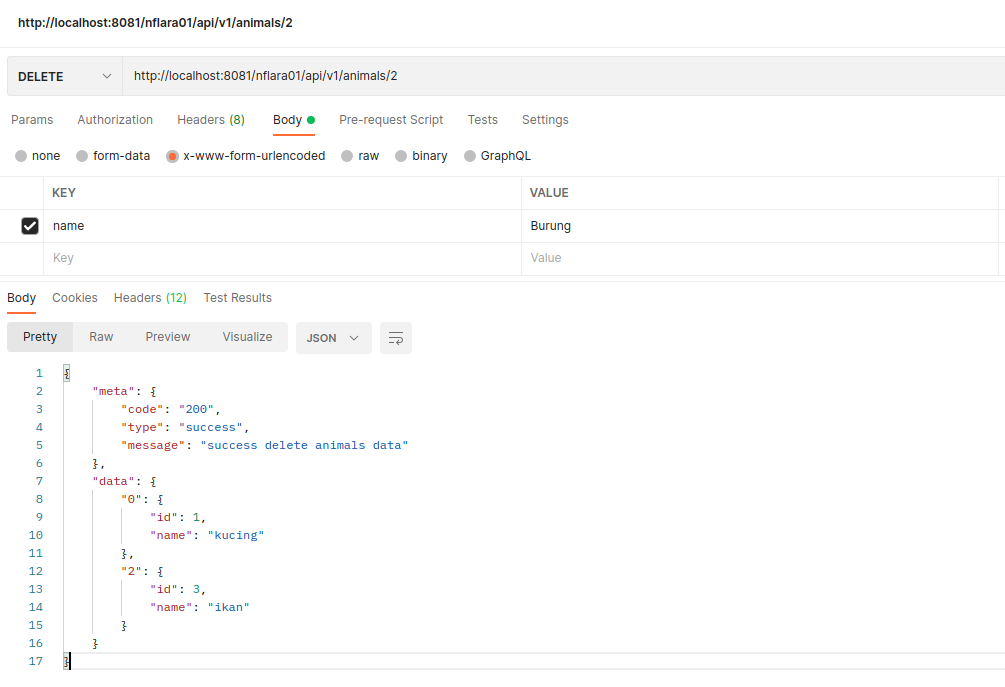 http://localhost:8081/nflara01/api/v1/animals/2
DELETE http://localhost:8081/nflara01/api/v1/animals/2
Params Authorization Headers (8) Body Pre-request Script Tests Settings
none form-data x-www-form-urlencoded raw binary GraphQL
KEY VALUE
name Burung
Key Value
Body Cookies Headers (12) Test Results
Pretty Raw Preview Visualize JSON
1 {
2 "meta": {
3 "code": "200",
4 "type": "success",
5 "message": "success delete animals data"
6 },
7 "data": {
8 "0": {
9 "id": 1,
10 "name": "kucing"
11 },
12 "2": {
13 "id": 3,
14 "name": "ikan"
15 }
16 }
17 }